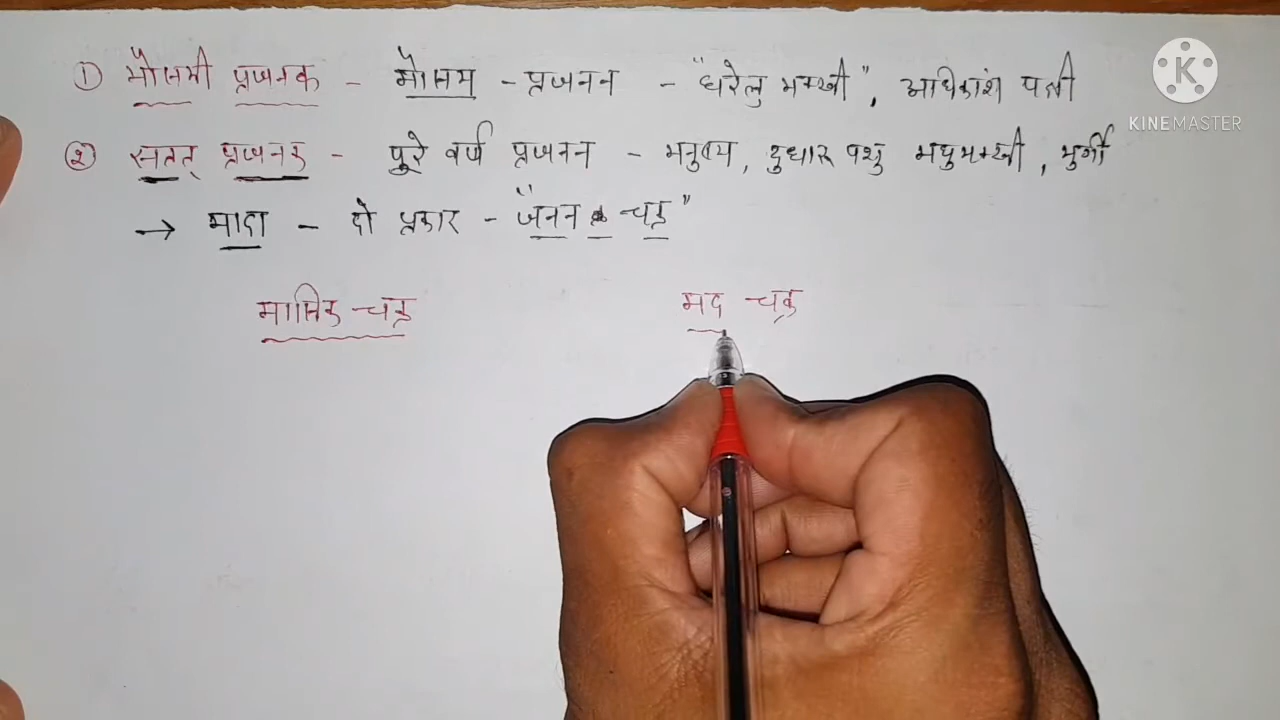 ① मौसमी प्रजनक - मौसम - प्रजनन - "घरेलु मक्खी", अधिकांश पक्षी
② सतत् प्रजनक - पुरे वर्ष प्रजनन - मनुष्य, दुधारू पशु मधुमक्खी, मुर्गी
→ मादा - दो प्रकार - "जनन चक्र"
मासिक चक्र मद चक्र
KINEMASTER